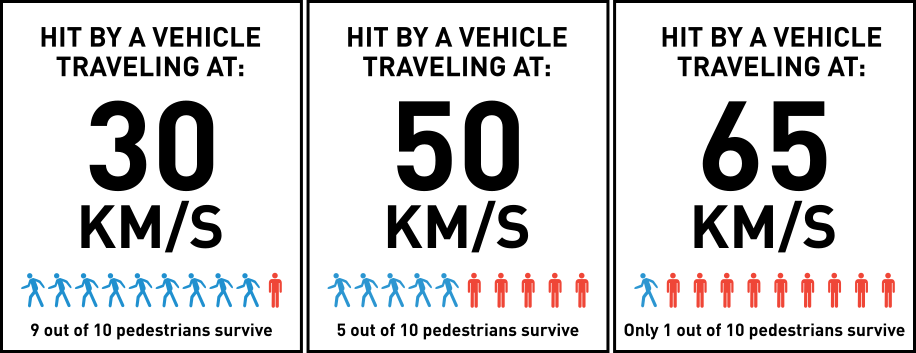 HIT BY A VEHICLE
TRAVELING AT:
30
KM/S
9 out of 10 pedestrians survive
HIT BY A VEHICLE
TRAVELING AT:
50
KM/S
5 out of 10 pedestrians survive
HIT BY A VEHICLE
TRAVELING AT:
65
KM/S
Only 1 out of 10 pedestrians survive